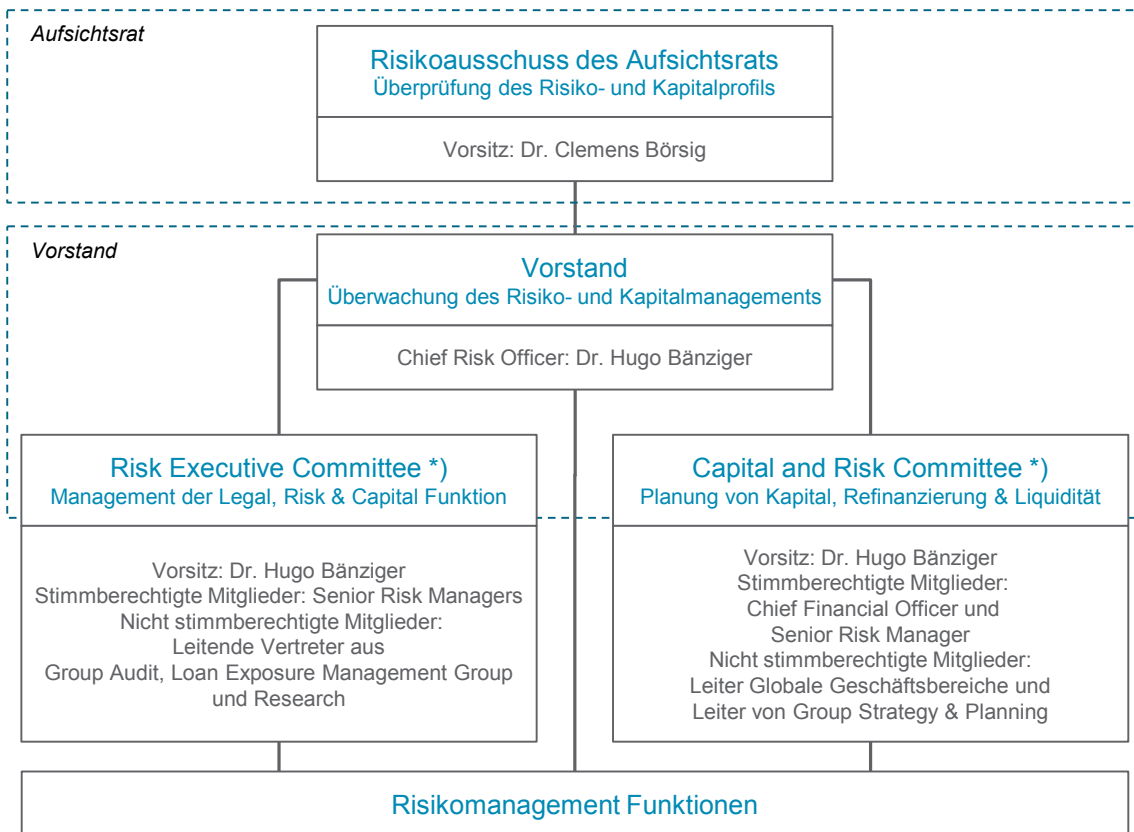 Aufsichtsrat
Risikoausschuss des Aufsichtsrats
Überprüfung des Risiko- und Kapitalprofils
Vorsitz: Dr. Clemens Börsig
Vorstand
Vorstand
Überwachung des Risiko- und Kapitalmanagements
Chief Risk Officer: Dr. Hugo Bänziger
Risk Executive Committee *)
Management der Legal, Risk & Capital Funktion
Vorsitz: Dr. Hugo Bänziger
Stimmberechtigte Mitglieder: Senior Risk Managers
Nicht stimmberechtigte Mitglieder:
Leitende Vertreter aus
Group Audit, Loan Exposure Management Group
und Research
Capital and Risk Committee *)
Planung von Kapital, Refinanzierung & Liquidität
Vorsitz: Dr. Hugo Bänziger
Stimmberechtigte Mitglieder:
Chief Financial Officer und
Senior Risk Manager
Nicht stimmberechtigte Mitglieder:
Leiter Globale Geschäftsbereiche und
Leiter von Group Strategy & Planning
Risikomanagement Funktionen